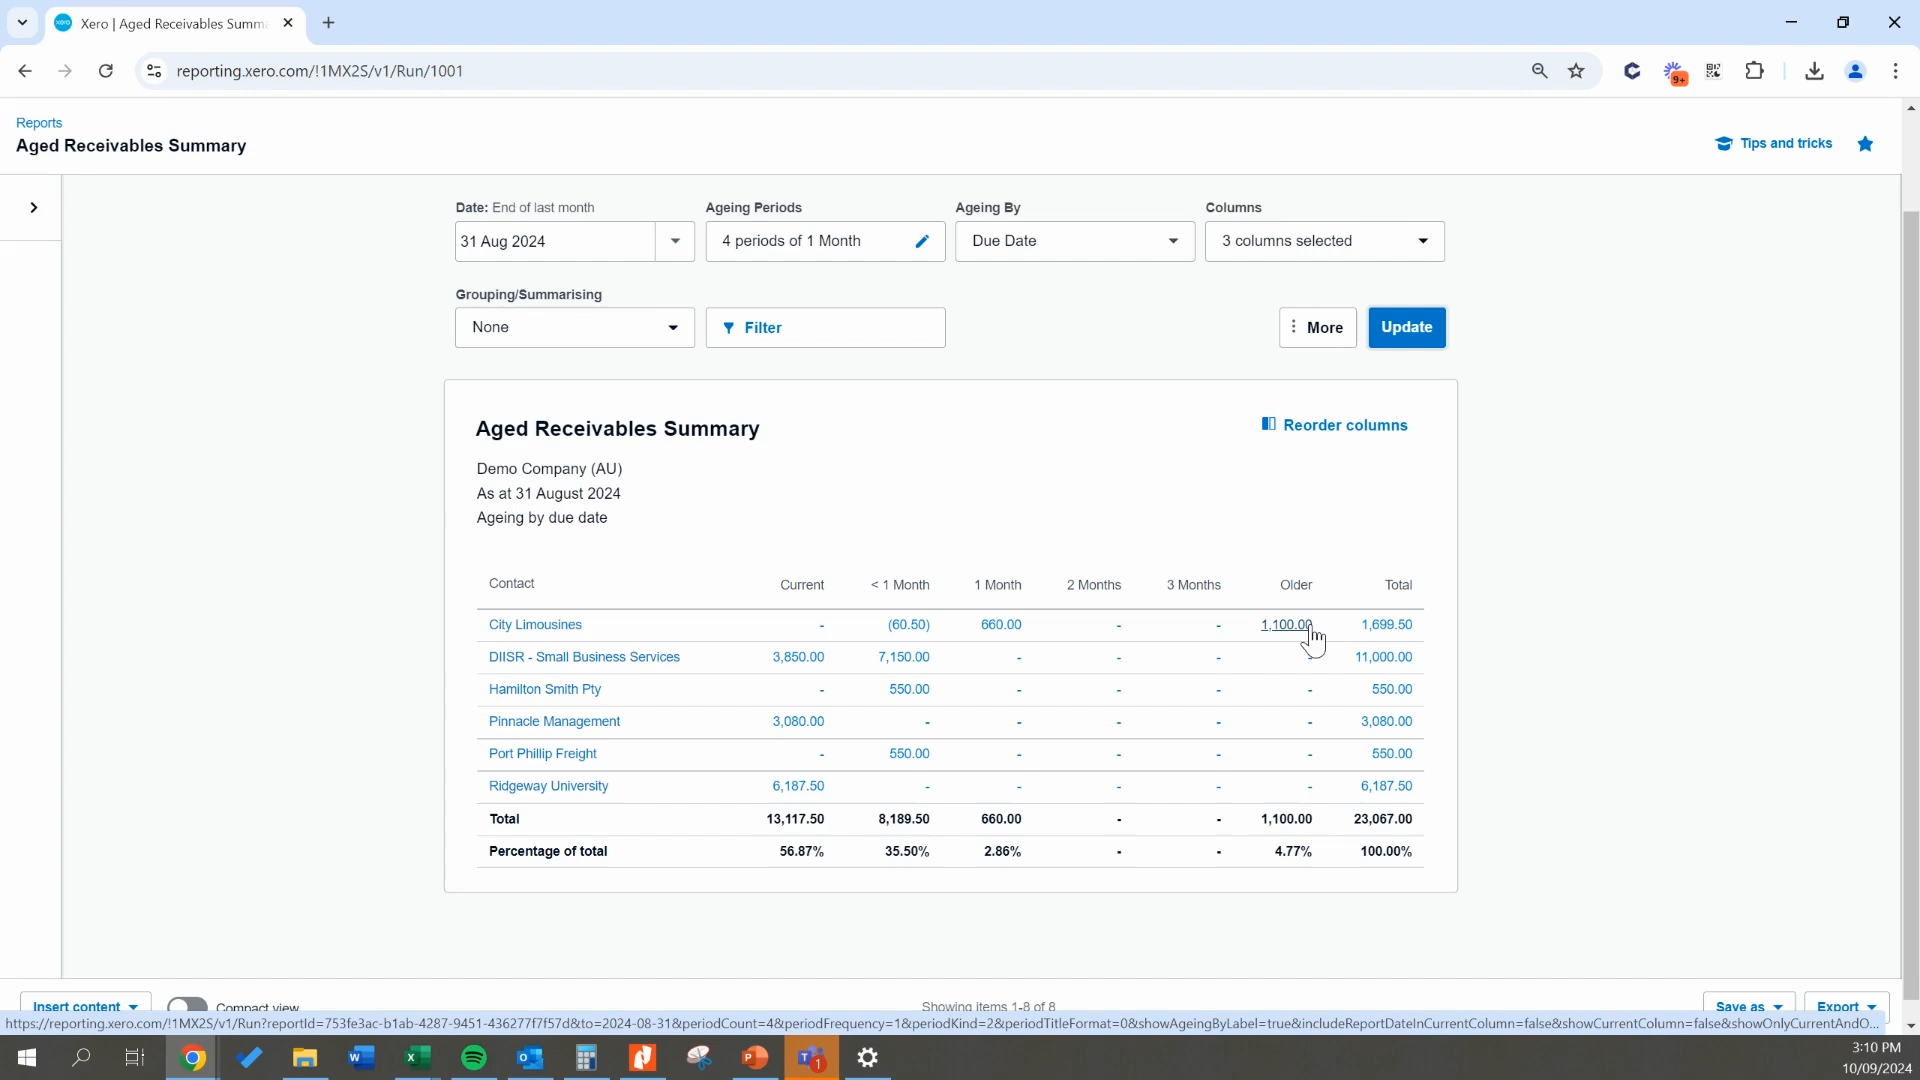 Xero | Aged Receivables Summa
reporting.xero.com/!1MX2S/v1/Run/1001
9+
Reports
Aged Receivables Summary
Tips and tricks
Date: End of last month
Ageing Periods
Ageing By
Columns
31 Aug 2024
4 periods of 1 Month
Due Date
3 columns selected
Grouping/Summarising
None
Filter
More
Update
Aged Receivables Summary
Reorder columns
Demo Company (AU)
As at 31 August 2024
Ageing by due date
Contact Current < 1 Month 1 Month 2 Months 3 Months Older Total
City Limousines - (60.50) 660.00 - - 1,100.00 1,699.50
DIISR - Small Business Services 3,850.00 7,150.00 - - - - 11,000.00
Hamilton Smith Pty - 550.00 - - - - 550.00
Pinnacle Management 3,080.00 - - - - - 3,080.00
Port Phillip Freight - 550.00 - - - - 550.00
Ridgeway University 6,187.50 - - - - - 6,187.50
Total 13,117.50 8,189.50 660.00 - - 1,100.00 23,067.00
Percentage of total 56.87% 35.50% 2.86% - - 4.77% 100.00%
Insert content
Compact view
Showing items 1-8 of 8
Save as
Export
https://reporting.xero.com/!1MX2S/v1/Run?reportId=753fe3ac-b1ab-4287-9451-436277f7f57d&to=2024-08-31&periodCount=4&periodFrequency=1&periodKind=2&periodTitleFormat=0&showAgeingByLabel=true&includeReportDateInCurrentColumn=false&showCurrentColumn=false&showOnlyCurrentAndO...
3:10 PM
10/09/2024